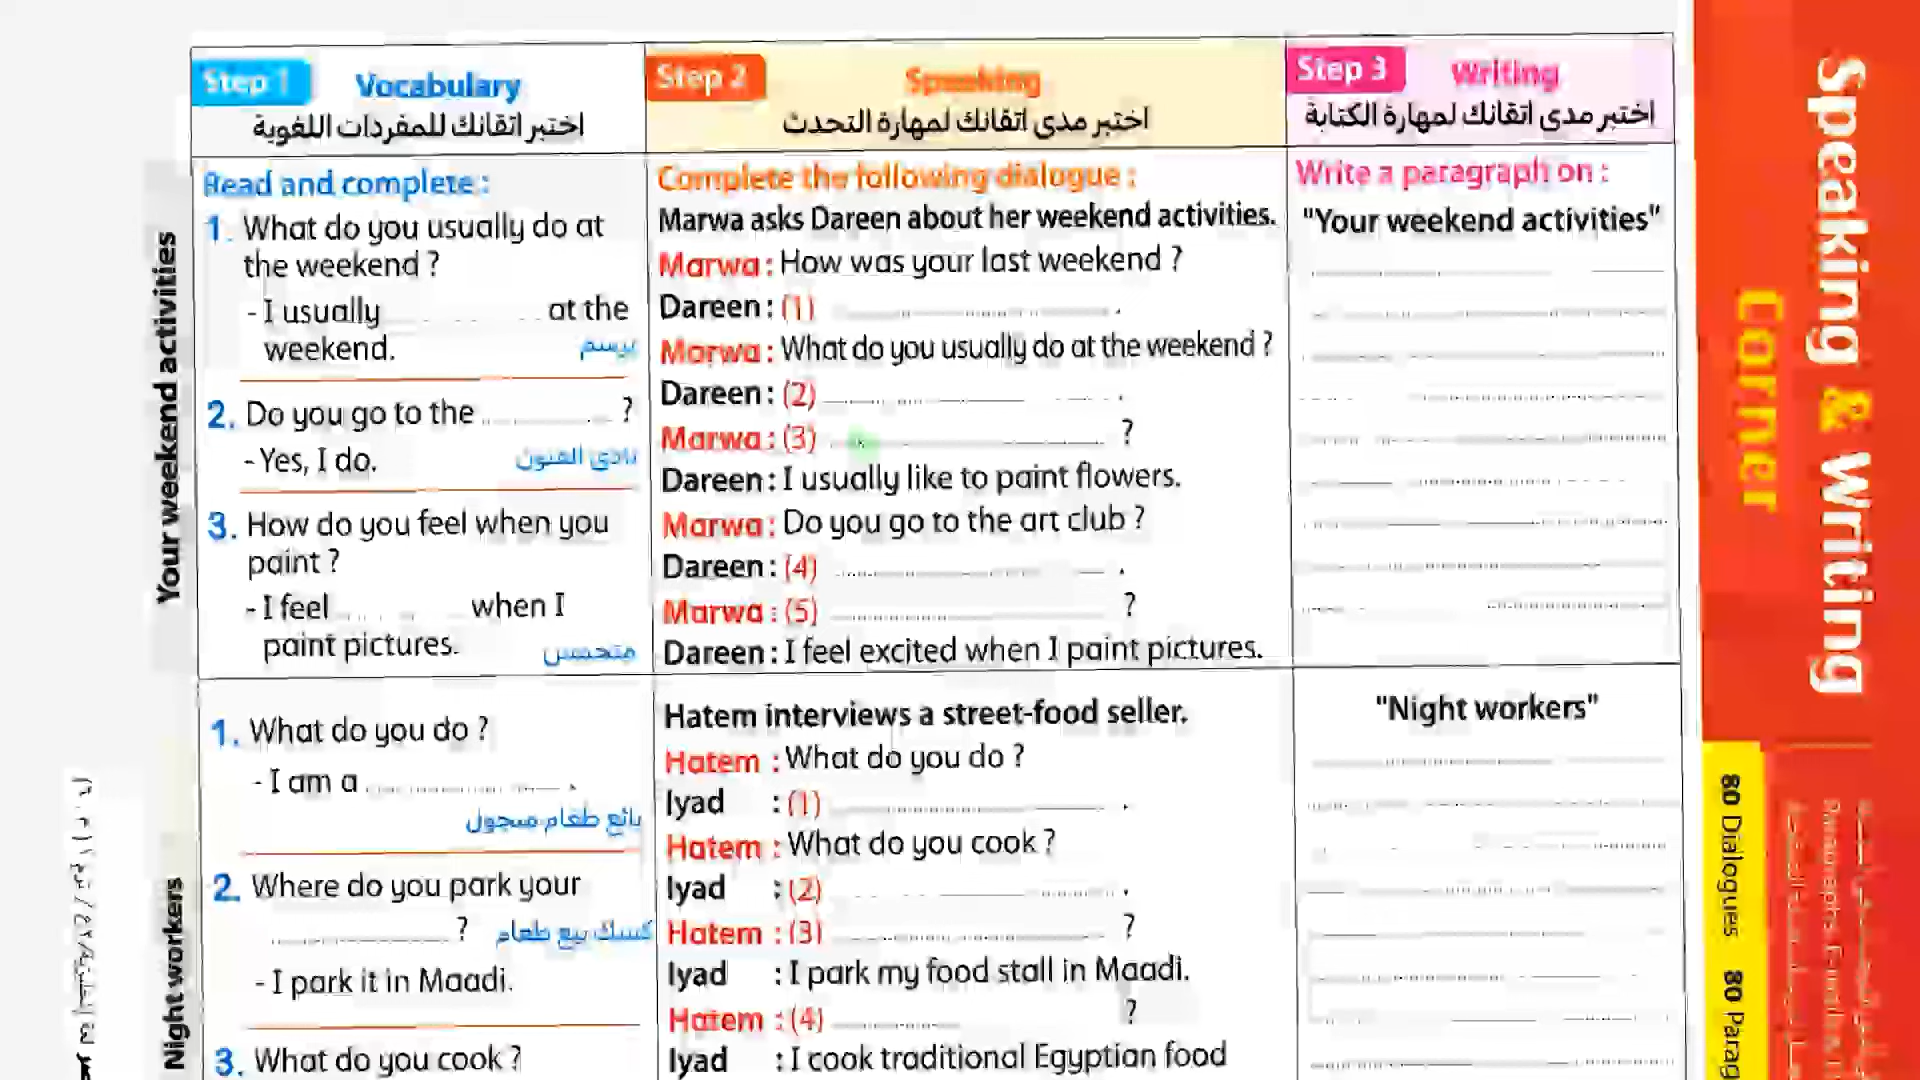 Step 1 Vocabulary
اختبر اتقانك للمفردات اللغوية
Step 2 Speaking
اختبر مدى اتقانك لمهارة التحدث
Step 3 Writing
اختبر مدى اتقانك لمهارة الكتابة
Your weekend activities
Read and complete :
1. What do you usually do at
the weekend ?
- I usually at the
weekend. يرسم
2. Do you go to the ?
- Yes, I do. نادى الفنون
3. How do you feel when you
paint ?
- I feel when I
paint pictures. متحمس
Complete the following dialogue :
Marwa asks Dareen about her weekend activities.
Marwa : How was your last weekend ?
Dareen : (1) .
Marwa : What do you usually do at the weekend ?
Dareen : (2) .
Marwa : (3) ?
Dareen : I usually like to paint flowers.
Marwa : Do you go to the art club ?
Dareen : (4) .
Marwa : (5) ?
Dareen : I feel excited when I paint pictures.
Write a paragraph on :
"Your weekend activities"
Night workers
1. What do you do ?
- I am a .
بائع طعام متجول
2. Where do you park your
? كشك بيع طعام
- I park it in Maadi.
3. What do you cook ?
Hatem interviews a street-food seller.
Hatem : What do you do ?
Iyad : (1) .
Hatem : What do you cook ?
Iyad : (2) .
Hatem : (3) ?
Iyad : I park my food stall in Maadi.
Hatem : (4) ?
Iyad : I cook traditional Egyptian food
"Night workers"
Speaking & Writing
Corner
80 Dialogues 80 Parag